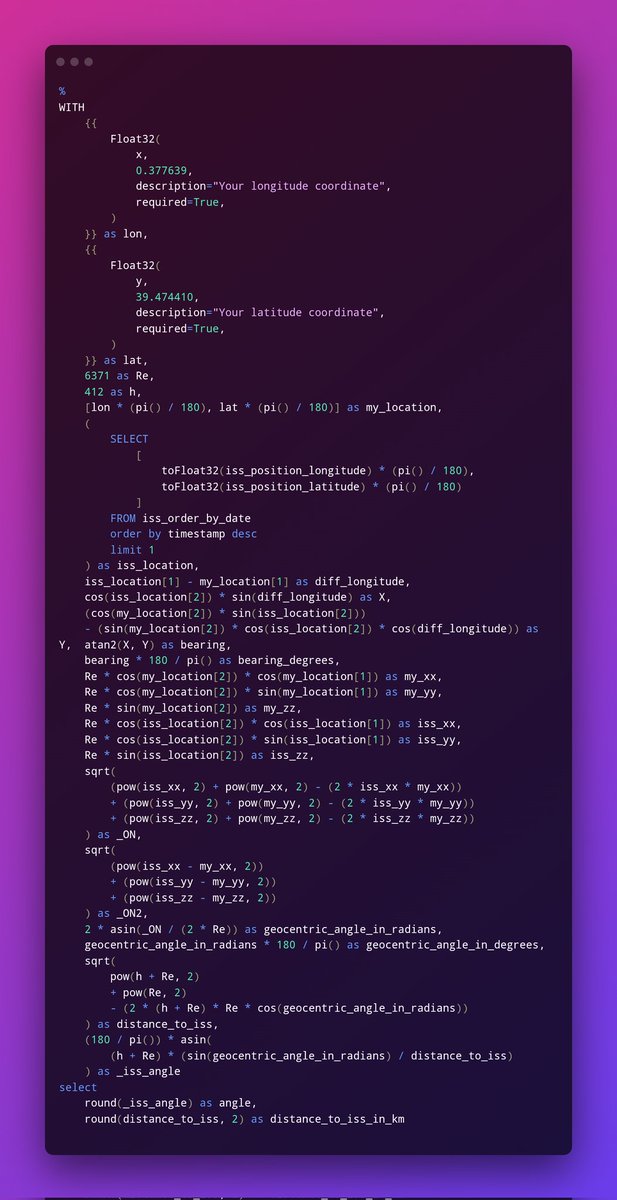 %
WITH
    {{
        Float32(
            x,
            0.377639,
            description="Your longitude coordinate",
            required=True,
        )
    }} as lon,
    {{
        Float32(
            y,
            39.474410,
            description="Your latitude coordinate",
            required=True,
        )
    }} as lat,
    6371 as Re,
    412 as h,
    [lon * (pi() / 180), lat * (pi() / 180)] as my_location,
    (
        SELECT
            [
                toFloat32(iss_position_longitude) * (pi() / 180),
                toFloat32(iss_position_latitude) * (pi() / 180)
            ]
        FROM iss_order_by_date
        order by timestamp desc
        limit 1
    ) as iss_location,
    iss_location[1] - my_location[1] as diff_longitude,
    cos(iss_location[2]) * sin(diff_longitude) as X,
    (cos(my_location[2]) * sin(iss_location[2]))
    - (sin(my_location[2]) * cos(iss_location[2]) * cos(diff_longitude)) as
Y,  atan2(X, Y) as bearing,
    bearing * 180 / pi() as bearing_degrees,
    Re * cos(my_location[2]) * cos(my_location[1]) as my_xx,
    Re * cos(my_location[2]) * sin(my_location[1]) as my_yy,
    Re * sin(my_location[2]) as my_zz,
    Re * cos(iss_location[2]) * cos(iss_location[1]) as iss_xx,
    Re * cos(iss_location[2]) * sin(iss_location[1]) as iss_yy,
    Re * sin(iss_location[2]) as iss_zz,
    sqrt(
        (pow(iss_xx, 2) + pow(my_xx, 2) - (2 * iss_xx * my_xx))
        + (pow(iss_yy, 2) + pow(my_yy, 2) - (2 * iss_yy * my_yy))
        + (pow(iss_zz, 2) + pow(my_zz, 2) - (2 * iss_zz * my_zz))
    ) as _ON,
    sqrt(
        (pow(iss_xx - my_xx, 2))
        + (pow(iss_yy - my_yy, 2))
        + (pow(iss_zz - my_zz, 2))
    ) as _ON2,
    2 * asin(_ON / (2 * Re)) as geocentric_angle_in_radians,
    geocentric_angle_in_radians * 180 / pi() as geocentric_angle_in_degrees,
    sqrt(
        pow(h + Re, 2)
        + pow(Re, 2)
        - (2 * (h + Re) * Re * cos(geocentric_angle_in_radians))
    ) as distance_to_iss,
    (180 / pi()) * asin(
        (h + Re) * (sin(geocentric_angle_in_radians) / distance_to_iss)
    ) as _iss_angle
select
    round(_iss_angle) as angle,
    round(distance_to_iss, 2) as distance_to_iss_in_km